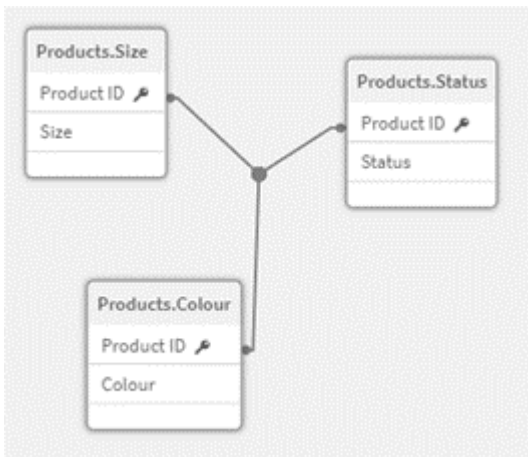 Products.Size
Product ID
Size
Products.Status
Product ID
Status
Products.Colour
Product ID
Colour